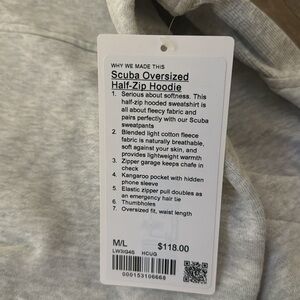 WHY WE MADE THIS
Scuba Oversized
Half-Zip Hoodie
1. Serious about softness. This
half-zip hooded sweatshirt is
all about fleecy fabric and
pairs perfectly with our Scuba
sweatpants
2. Blended light cotton fleece
fabric is naturally breathable,
soft against your skin, and
provides lightweight warmth
3. Zipper garage keeps chafe in
check
4. Kangaroo pocket with hidden
phone sleeve
5. Elastic zipper pull doubles as
an emergency hair tie
6 Thumbholes
7. Oversized fit, waist length
M/L $118.00
LW3IG4S HCUG
000153106668